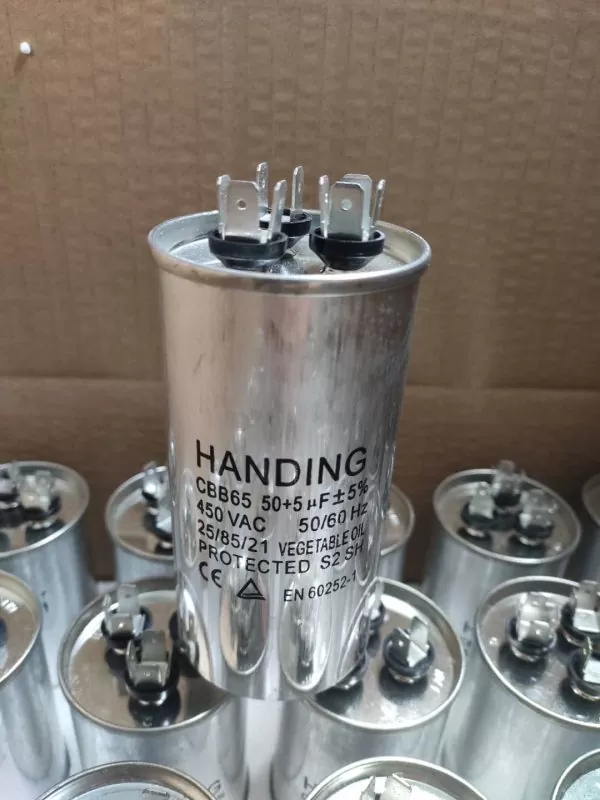 HANDING
CBB65 50+5 μF±5%
450 VAC 50/60 Hz
25/85/21 VEGETABLE OIL
PROTECTED S2 SH
CE EN 60252-1